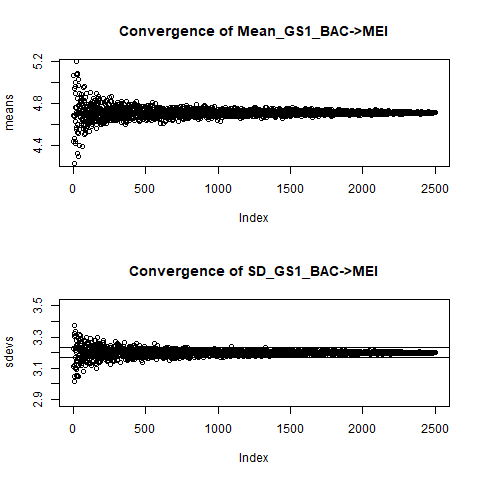 Convergence of Mean_GS1_BAC->MEI
means
5.2
4.8
4.4
0 500 1000 1500 2000 2500
Index
Convergence of SD_GS1_BAC->MEI
sdevs
3.5
3.3
3.1
2.9
0 500 1000 1500 2000 2500
Index